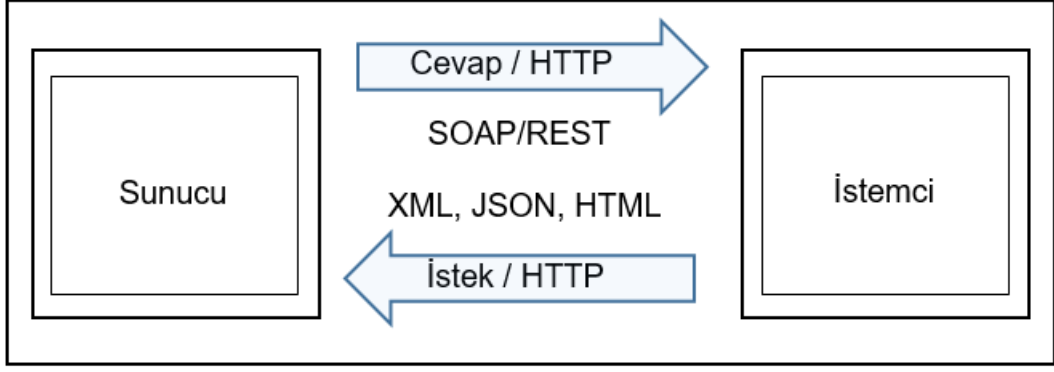 Cevap / HTTP
SOAP/REST
Sunucu
İstemci
XML, JSON, HTML
İstek / HTTP